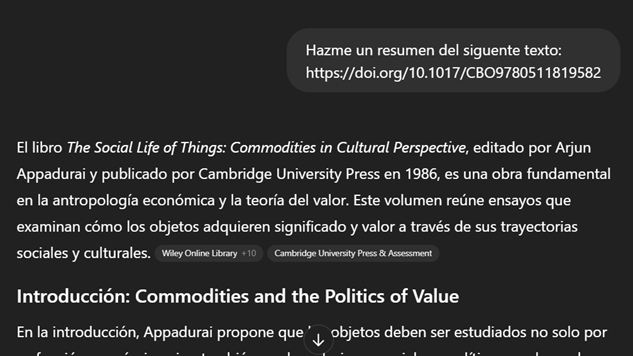 Hazme un resumen del siguente texto:
https://doi.org/10.1017/CBO9780511819582
El libro The Social Life of Things: Commodities in Cultural Perspective, editado por Arjun
Appadurai y publicado por Cambridge University Press en 1986, es una obra fundamental
en la antropología económica y la teoría del valor. Este volumen reúne ensayos que
examinan cómo los objetos adquieren significado y valor a través de sus trayectorias
sociales y culturales. Wiley Online Library +10 Cambridge University Press & Assessment
Introducción: Commodities and the Politics of Value
En la introducción, Appadurai propone que objetos deben ser estudiados no solo por